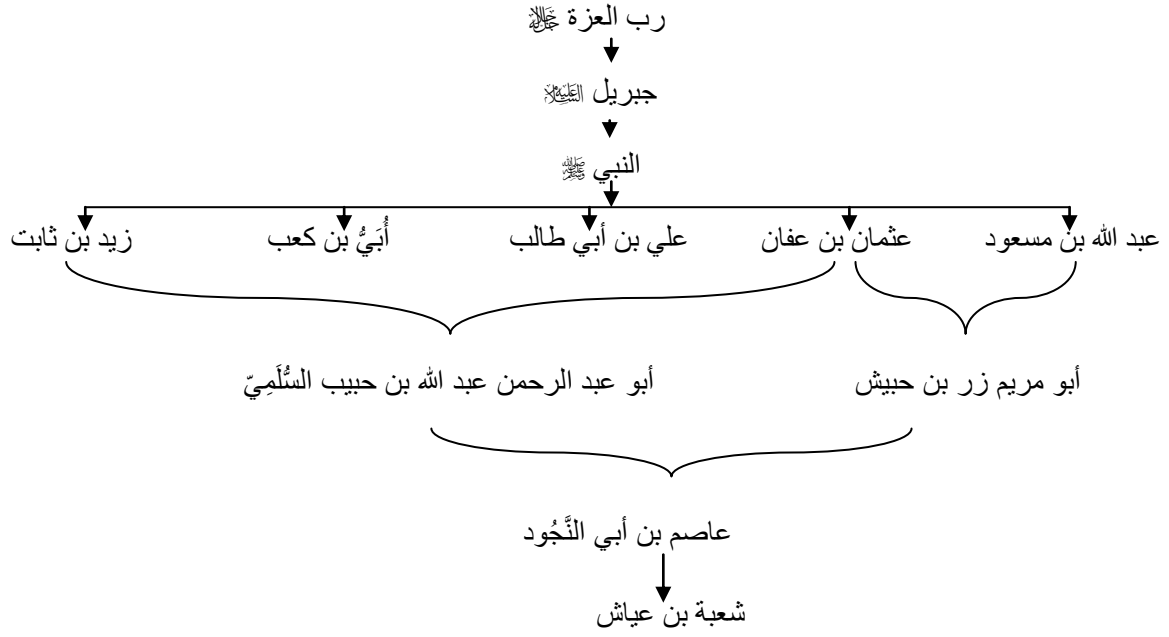 رب العزة ﷻ
جبريل عليه السلام
النبي ﷺ
عبد الله بن مسعود عثمان بن عفان علي بن أبي طالب أُبَيُّ بن كعب زيد بن ثابت
أبو مريم زر بن حبيش أبو عبد الرحمن عبد الله بن حبيب السُّلَمِيّ
عاصم بن أبي النَّجُود
شعبة بن عياش